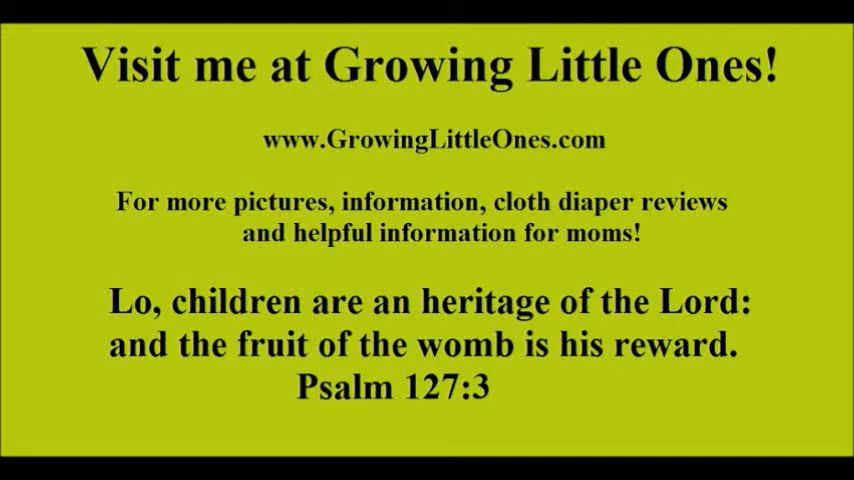 Visit me at Growing Little Ones!
www.GrowingLittleOnes.com
For more pictures, information, cloth diaper reviews
and helpful information for moms!
Lo, children are an heritage of the Lord:
and the fruit of the womb is his reward.
Psalm 127:3